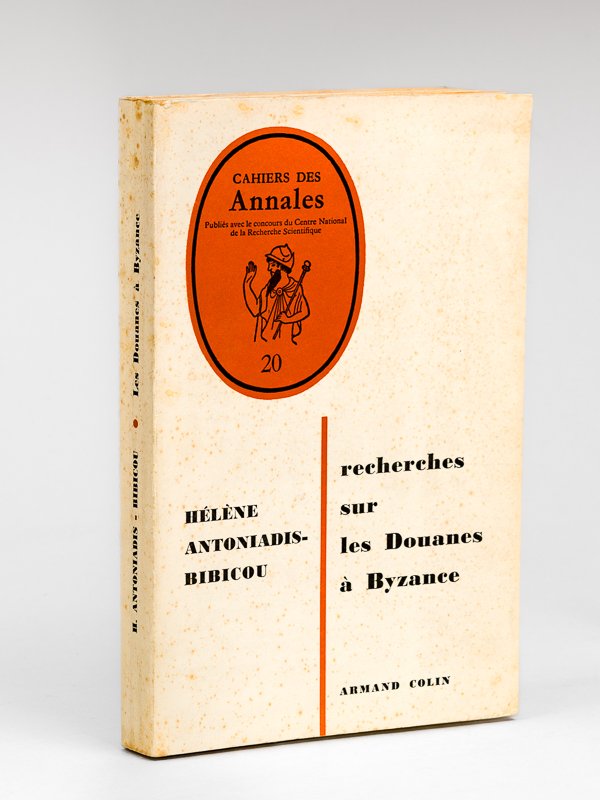 CAHIERS DES
Annales
Publiés avec le concours du Centre National
de la Recherche Scientifique
20
HÉLÈNE
ANTONIADIS-
BIBICOU
recherches
sur
les Douanes
à Byzance
ARMAND COLIN
H. ANTONIADIS - BIBICOU • Les Douanes à Byzance